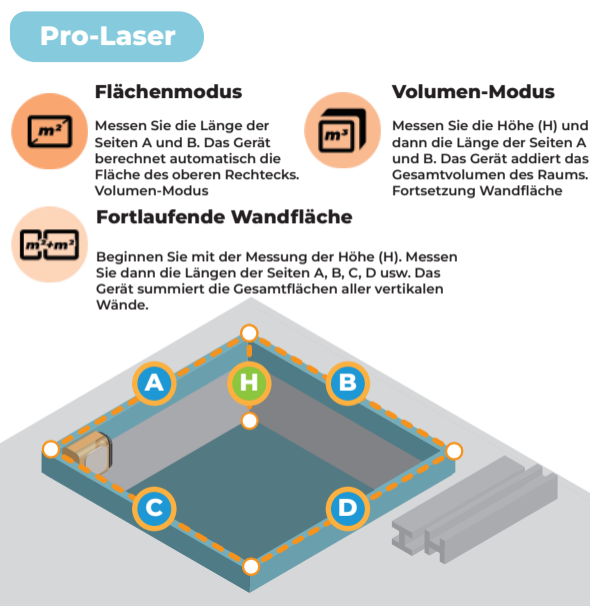 Pro-Laser
Flächenmodus
m²
Messen Sie die Länge der
Seiten A und B. Das Gerät
berechnet automatisch die
Fläche des oberen Rechtecks.
Volumen-Modus
Volumen-Modus
m³
Messen Sie die Höhe (H) und
dann die Länge der Seiten A
und B. Das Gerät addiert das
Gesamtvolumen des Raums.
Fortsetzung Wandfläche
Fortlaufende Wandfläche
m²+m²
Beginnen Sie mit der Messung der Höhe (H). Messen
Sie dann die Längen der Seiten A, B, C, D usw. Das
Gerät summiert die Gesamtflächen aller vertikalen
Wände.
A
H
B
C
D